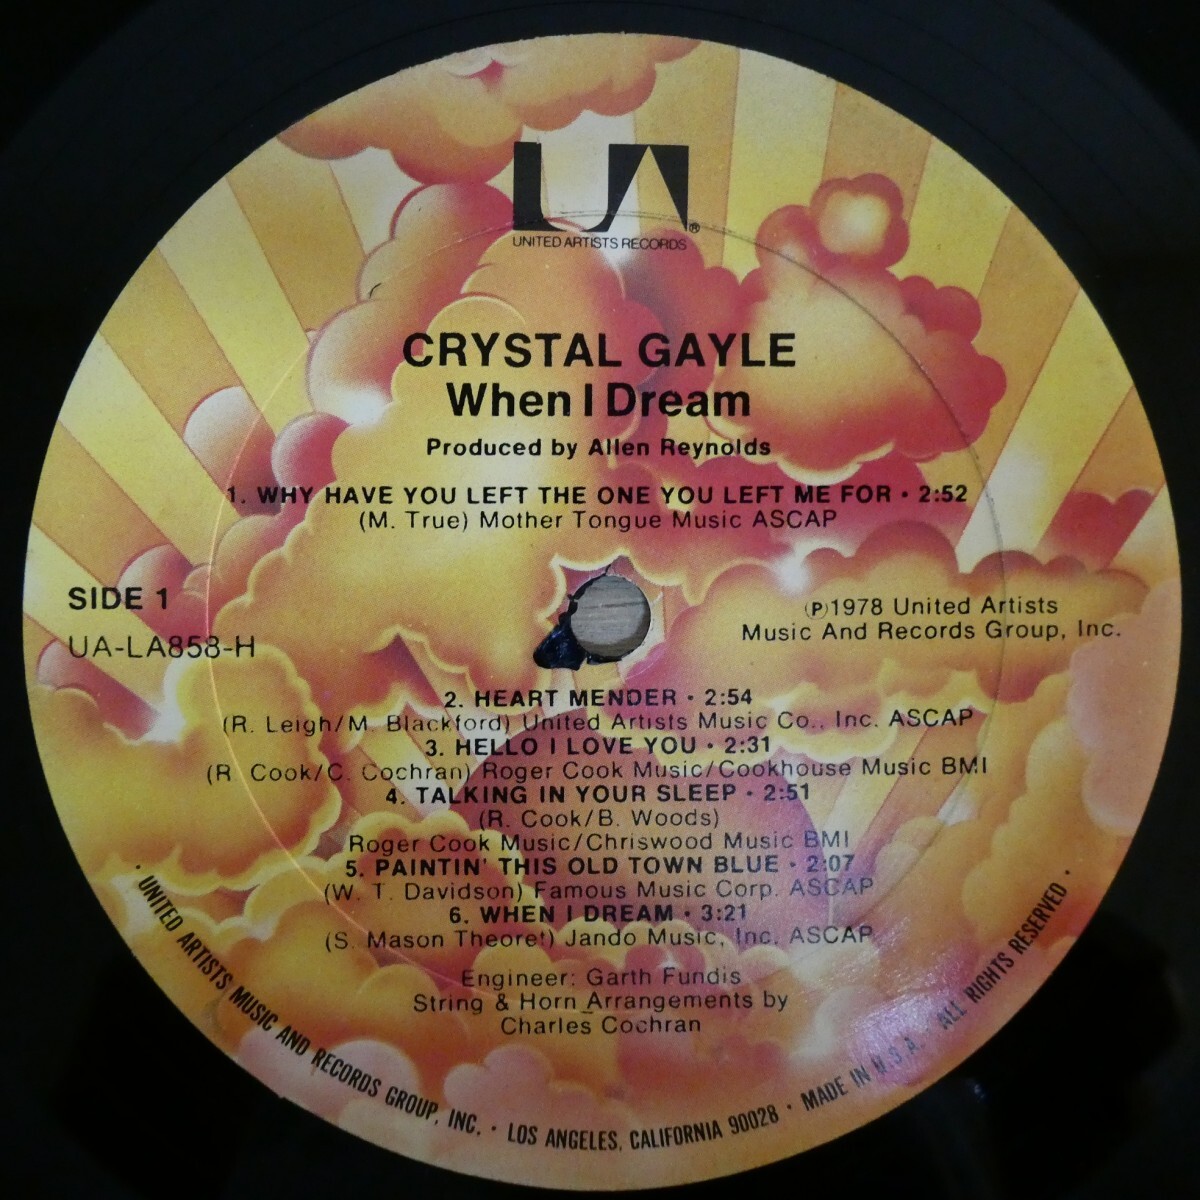 UA®
UNITED ARTISTS RECORDS
CRYSTAL GAYLE
When I Dream
Produced by Allen Reynolds
1. WHY HAVE YOU LEFT THE ONE YOU LEFT ME FOR • 2:52
(M. True) Mother Tongue Music ASCAP
SIDE 1
UA-LA858-H
℗1978 United Artists
Music And Records Group, Inc.
2. HEART MENDER • 2:54
(R. Leigh/M. Blackford) United Artists Music Co., Inc. ASCAP
3. HELLO I LOVE YOU • 2:31
(R. Cook/C. Cochran) Roger Cook Music/Cookhouse Music BMI
4. TALKING IN YOUR SLEEP • 2:51
(R. Cook/B. Woods)
Roger Cook Music/Chriswood Music BMI
5. PAINTIN' THIS OLD TOWN BLUE • 2:07
(W. T. Davidson) Famous Music Corp. ASCAP
6. WHEN I DREAM • 3:21
(S. Mason Theoret) Jando Music, Inc. ASCAP
Engineer: Garth Fundis
String & Horn Arrangements by
Charles Cochran
• UNITED ARTISTS MUSIC AND RECORDS GROUP, INC. • LOS ANGELES, CALIFORNIA 90028 • MADE IN U.S.A. ALL RIGHTS RESERVED •